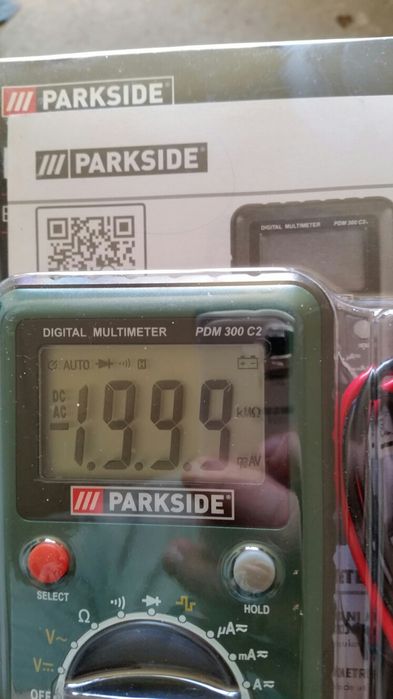 /// PARKSIDE®
/// PARKSIDE®
DIGITAL MULTIMETER PDM 300 C2
DIGITAL MULTIMETER PDM 300 C2
AUTO H
DC
AC
-1.9.9.9 kMΩ
mµAV
/// PARKSIDE®
SELECT
HOLD
Ω
V~
V⎓
OFF
µA≂
mA≂
A≂